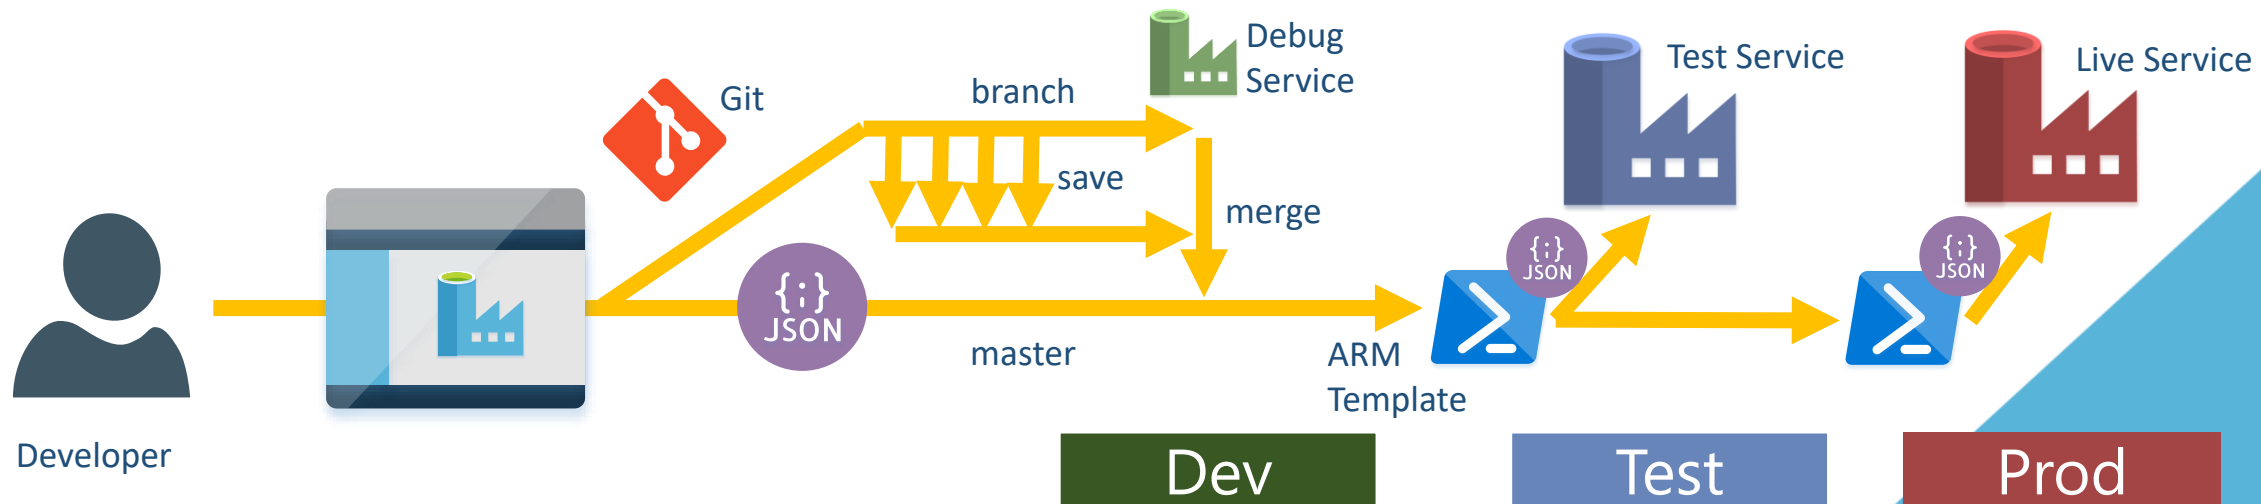 Developer
Git
{;}
JSON
branch
save
merge
master
Debug
Service
ARM
Template
{;}
JSON
Test Service
{;}
JSON
Live Service
Dev
Test
Prod